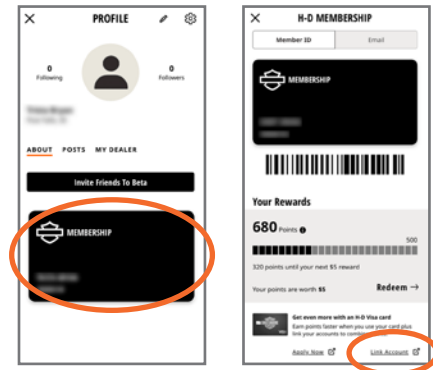 PROFILE
0
Following
0
Followers
ABOUT POSTS MY DEALER
Invite Friends To Beta
MEMBERSHIP
H-D MEMBERSHIP
Member ID
Email
MEMBERSHIP
Your Rewards
680 Points
500
320 points until your next $5 reward
Your points are worth $5
Redeem →
Get even more with an H-D Visa card
Earn points faster when you use your card plus
link your accounts to combine
Apply Now
Link Account